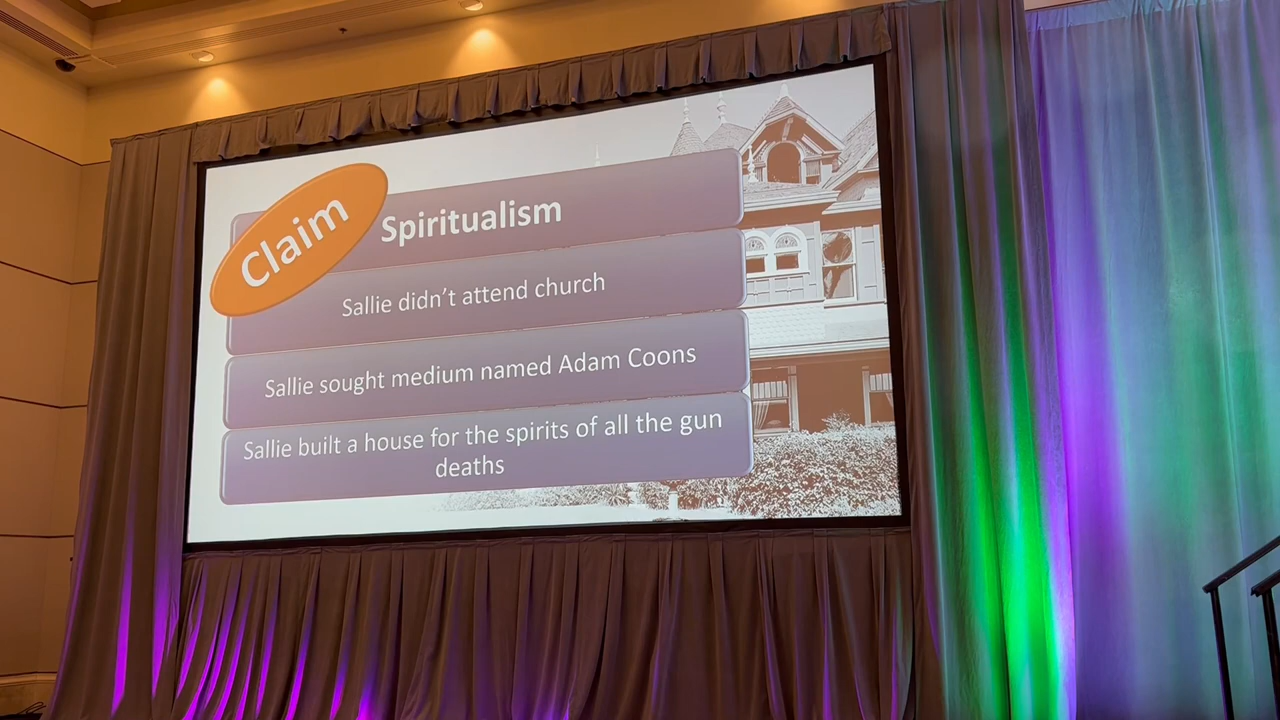 Claim
Spiritualism
Sallie didn't attend church
Sallie sought medium named Adam Coons
Sallie built a house for the spirits of all the gun
deaths